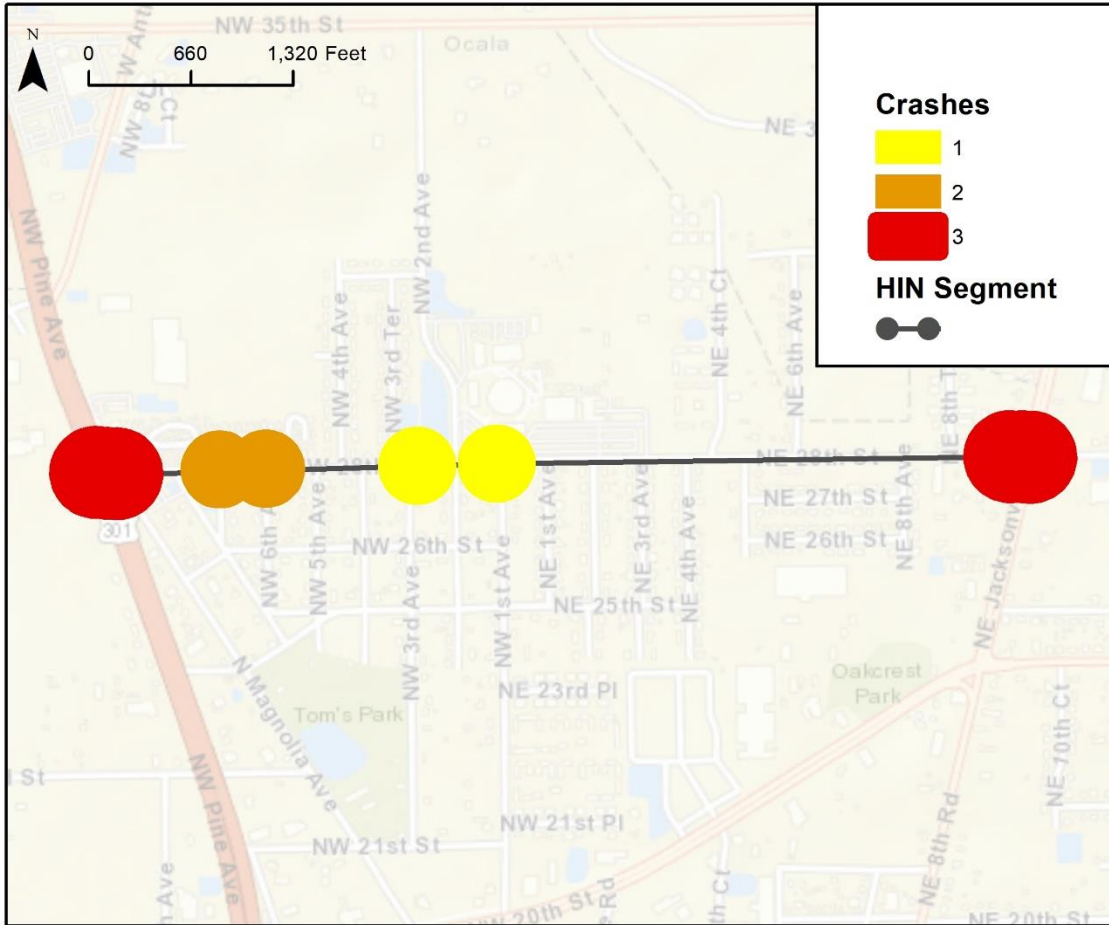 NW 35th St
N
0 660 1,320 Feet
Ocala
Crashes
1
2
3
HIN Segment
NW Pine Ave
NW 2nd Ave
NW 4th Ave
NW 3rd Ter
NE 4th Ct
NE 6th Ave
NE 28th St
NE 27th St
NE 26th St
NE 8th Ave
301
NW 5th Ave
NW 26th St
NW 3rd Ave
NW 1st Ave
NE 1st Ave
NE 3rd Ave
NE 4th Ave
NE 25th St
N Magnolia Ave
Tom's Park
NE 23rd Pl
Oakcrest
Park
NE 10th Ct
NW Pine Ave
NW 21st Pl
NW 21st St
NE 8th Rd
NW 20th St
NE 20th St